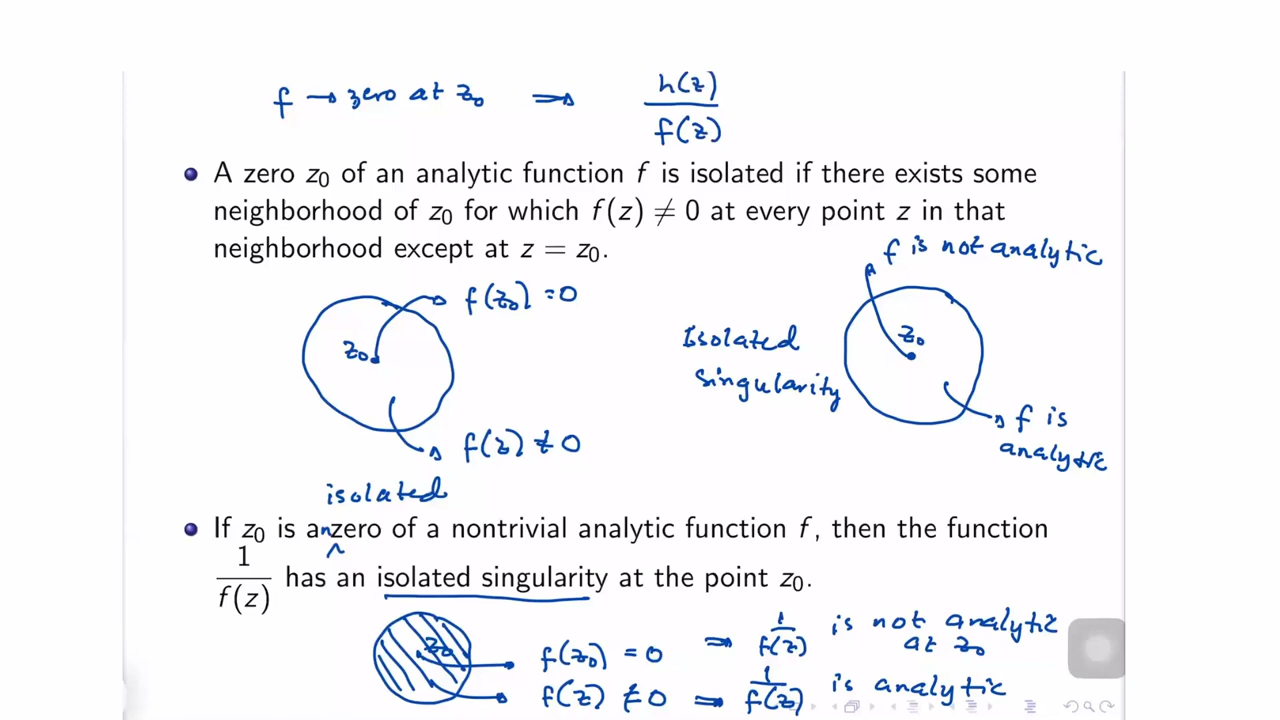 f → zero at z₀ ⟹ h(z)/f(z)
• A zero z₀ of an analytic function f is isolated if there exists some
neighborhood of z₀ for which f(z) ≠ 0 at every point z in that
neighborhood except at z = z₀.
f is not analytic
f(z₀) = 0
z₀
z₀
Isolated
singularity
f is
analytic
f(z) ≠ 0
isolated
• If z₀ is an zero of a nontrivial analytic function f, then the function
1/f(z) has an isolated singularity at the point z₀.
z₀
f(z₀) = 0 ⟹ 1/f(z) is not analytic
at z₀
f(z) ≠ 0 ⟹ 1/f(z) is analytic